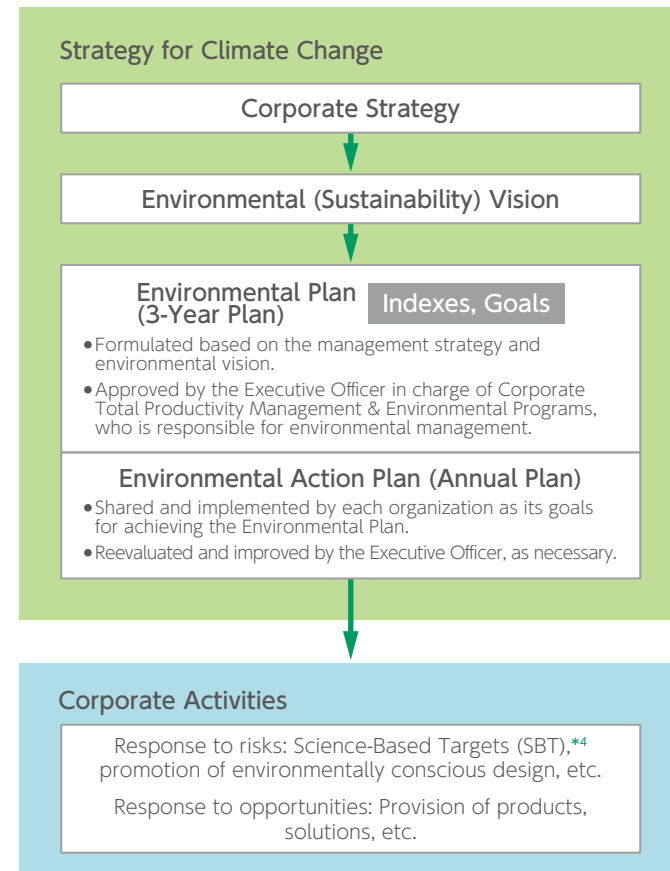 Strategy for Climate Change
Corporate Strategy
Environmental (Sustainability) Vision
Environmental Plan
(3-Year Plan)
Indexes, Goals
●Formulated based on the management strategy and
environmental vision.
●Approved by the Executive Officer in charge of Corporate
Total Productivity Management & Environmental Programs,
who is responsible for environmental management.
Environmental Action Plan (Annual Plan)
●Shared and implemented by each organization as its goals
for achieving the Environmental Plan.
●Reevaluated and improved by the Executive Officer, as necessary.
Corporate Activities
Response to risks: Science-Based Targets (SBT),*4
promotion of environmentally conscious design, etc.
Response to opportunities: Provision of products,
solutions, etc.